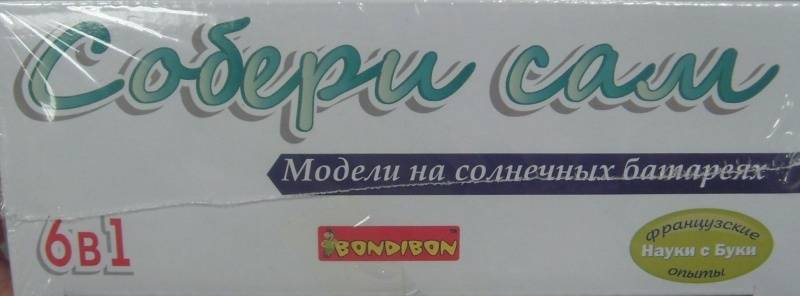 Собери сам
Модели на солнечных батареях
6в1
BONDIBON
французские
Науки с Буки
опыты